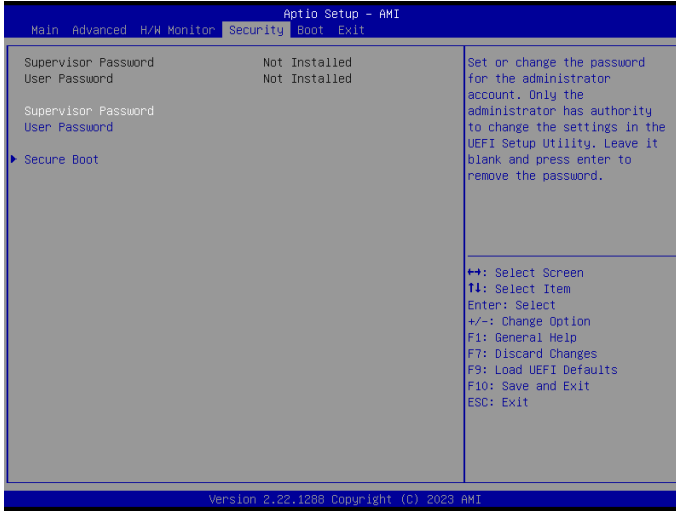 Aptio Setup - AMI
Main Advanced H/W Monitor Security Boot Exit
Supervisor Password Not Installed
User Password Not Installed
Supervisor Password
User Password
Secure Boot
Set or change the password
for the administrator
account. Only the
administrator has authority
to change the settings in the
UEFI Setup Utility. Leave it
blank and press enter to
remove the password.
↔: Select Screen
↑↓: Select Item
Enter: Select
+/-: Change Option
F1: General Help
F7: Discard Changes
F9: Load UEFI Defaults
F10: Save and Exit
ESC: Exit
Version 2.22.1288 Copyright (C) 2023 AMI